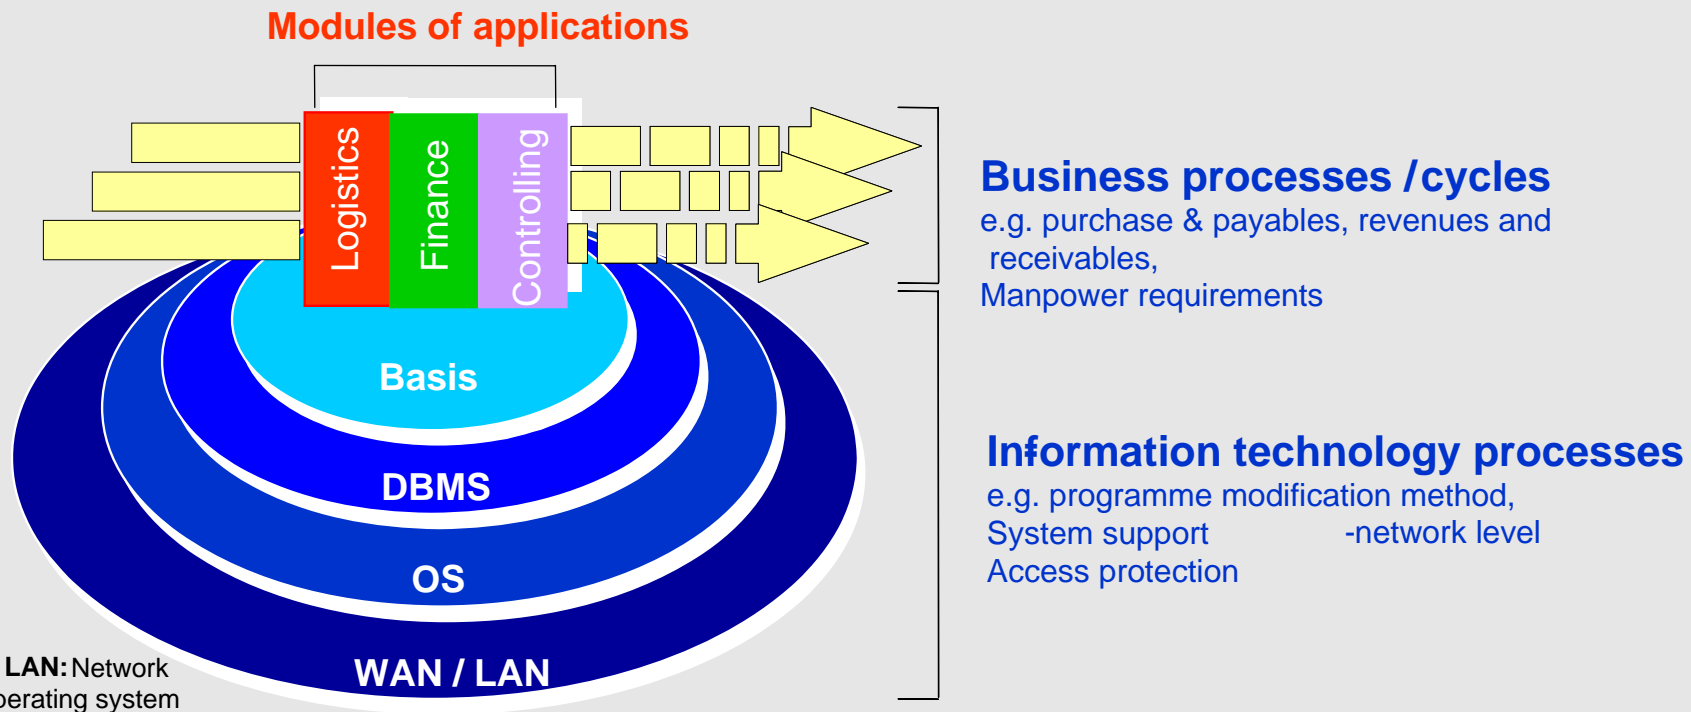 Modules of applications
Logistics
Finance
Controlling
Business processes /cycles
e.g. purchase & payables, revenues and
receivables,
Manpower requirements
Basis
DBMS
OS
WAN / LAN
Information technology processes
e.g. programme modification method,
System support -network level
Access protection
LAN: Network
perating system